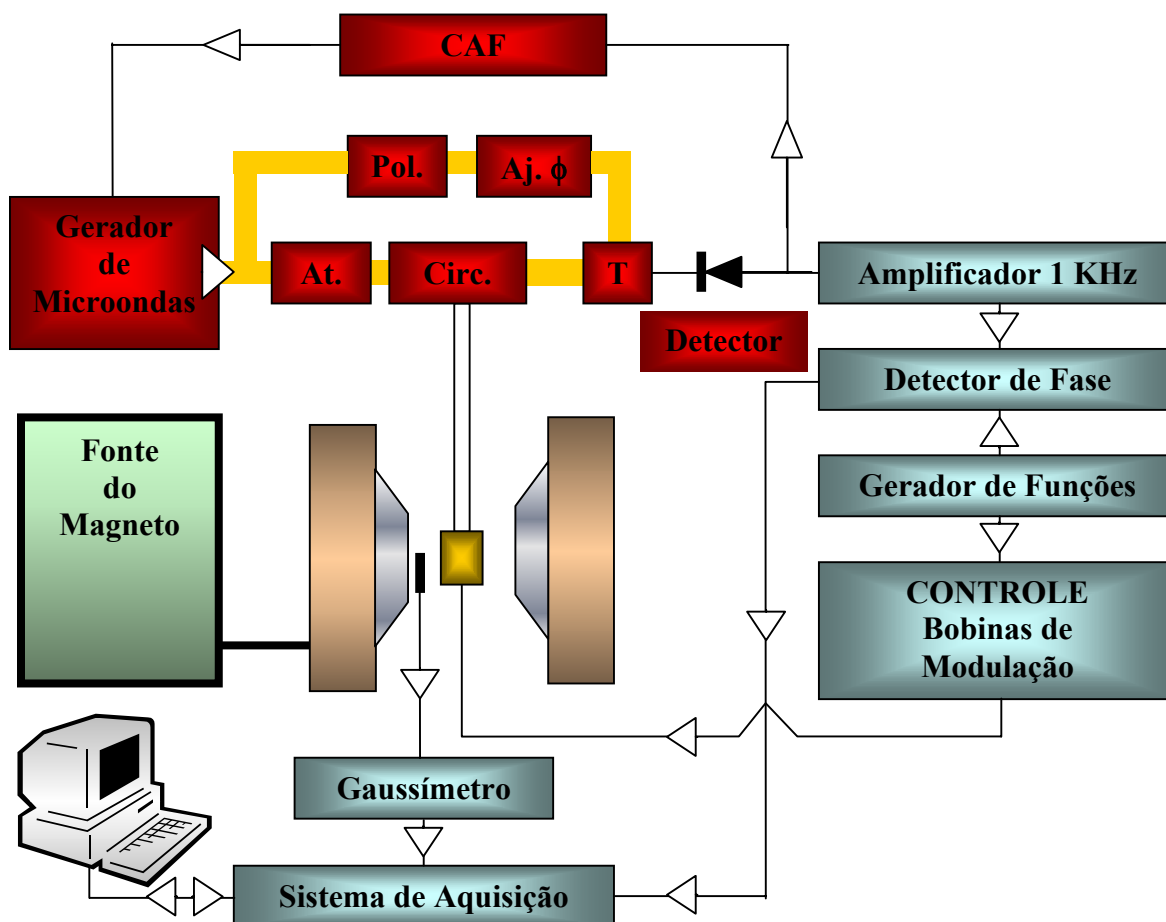 CAF
Pol.
Aj. ϕ
Gerador
de
Microondas
At.
Circ.
T
Amplificador 1 KHz
Detector
Detector de Fase
Fonte
do
Magneto
Gerador de Funções
CONTROLE
Bobinas de
Modulação
Gaussímetro
Sistema de Aquisição